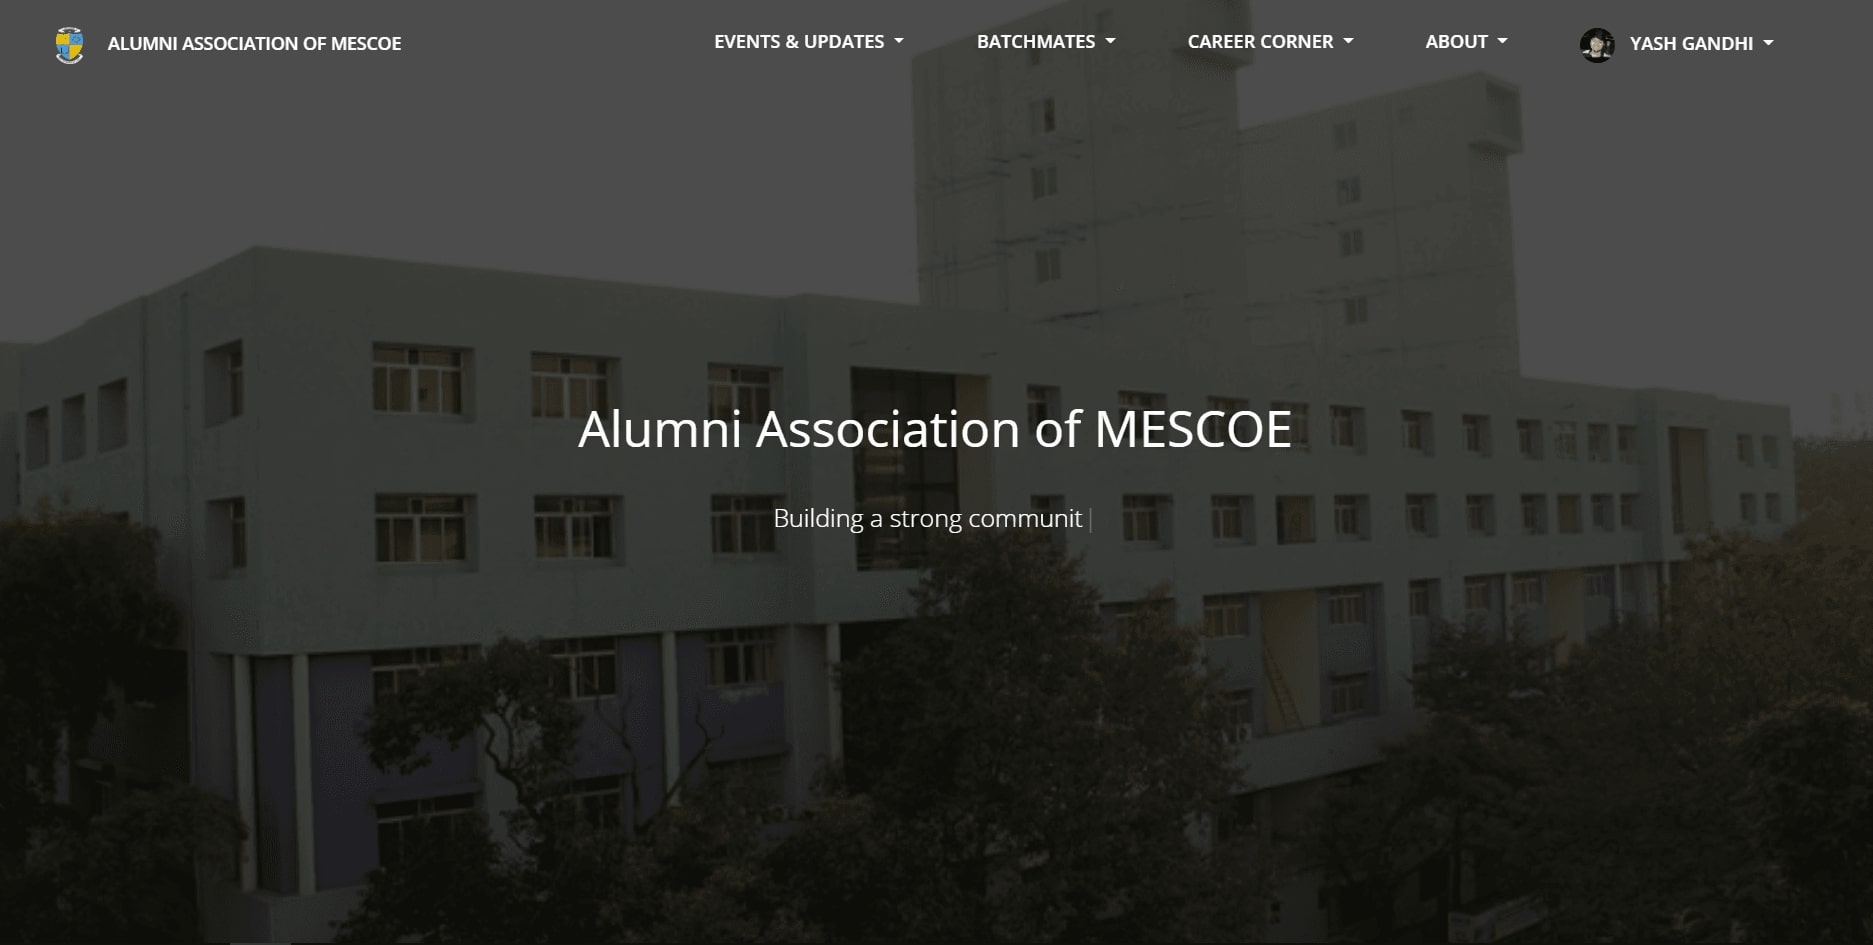 ALUMNI ASSOCIATION OF MESCOE
EVENTS & UPDATES
BATCHMATES
CAREER CORNER
ABOUT
YASH GANDHI
Alumni Association of MESCOE
Building a strong communit|